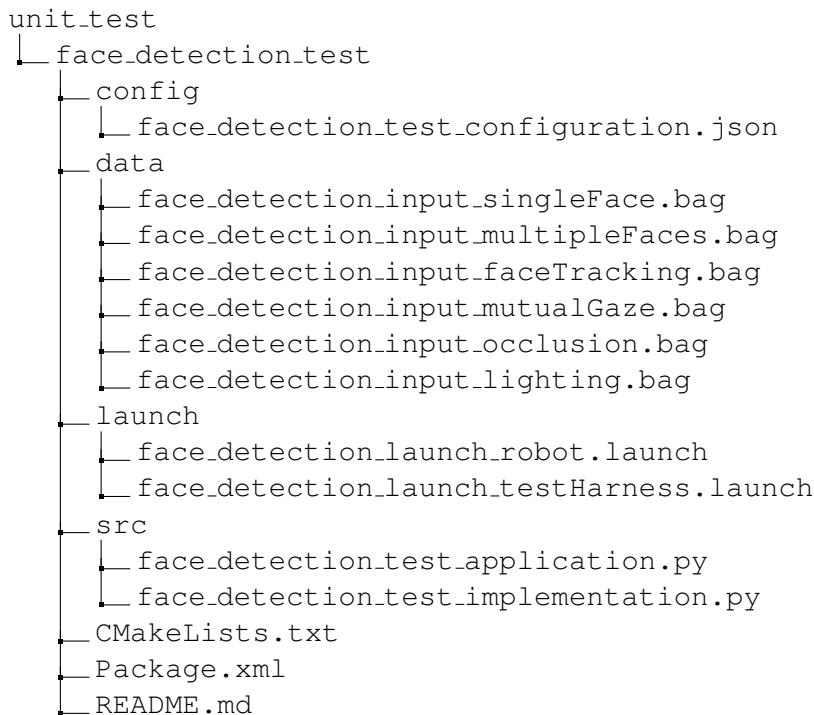 unit_test
face_detection_test
config
face_detection_test_configuration.json
data
face_detection_input_singleFace.bag
face_detection_input_multipleFaces.bag
face_detection_input_faceTracking.bag
face_detection_input_mutualGaze.bag
face_detection_input_occlusion.bag
face_detection_input_lighting.bag
launch
face_detection_launch_robot.launch
face_detection_launch_testHarness.launch
src
face_detection_test_application.py
face_detection_test_implementation.py
CMakeLists.txt
Package.xml
README.md